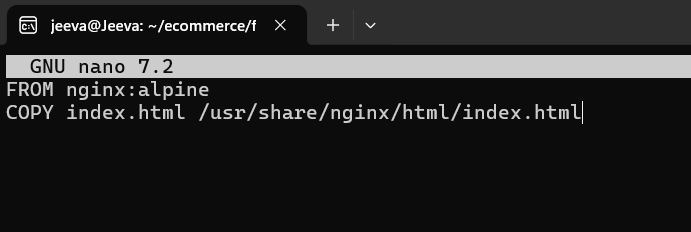 jeeva@Jeeva: ~/ecommerce/f
GNU nano 7.2
FROM nginx:alpine
COPY index.html /usr/share/nginx/html/index.html